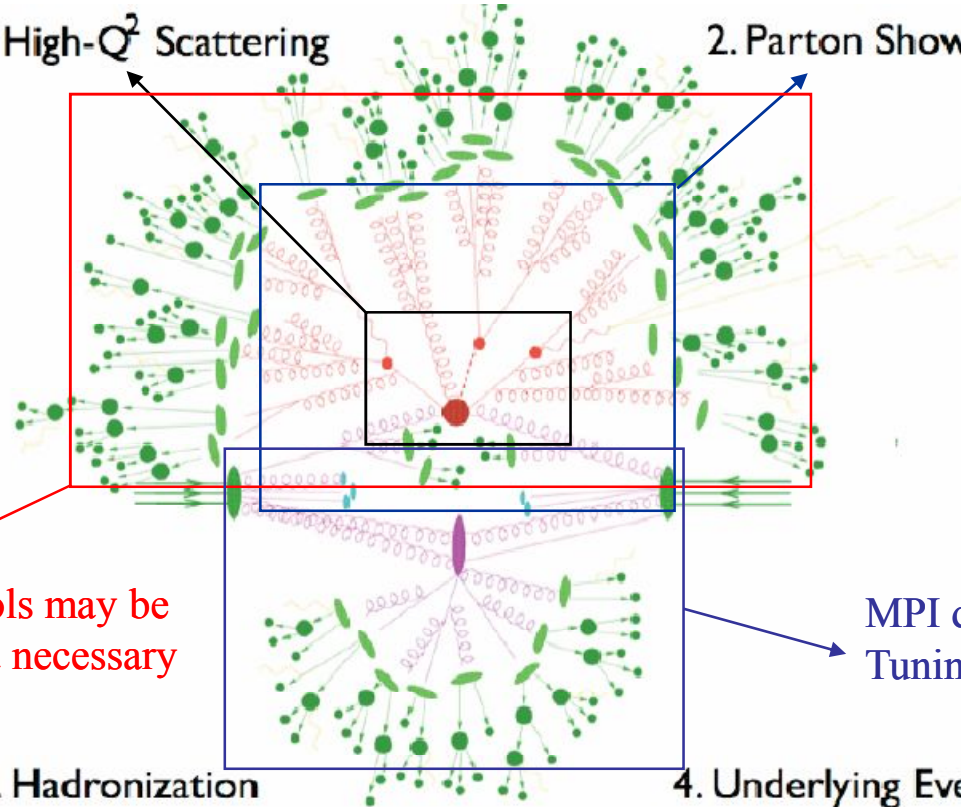 High-Q² Scattering
2. Parton Show
ols may be
necessary
MPI
Tunin
. Hadronization
4. Underlying Eve